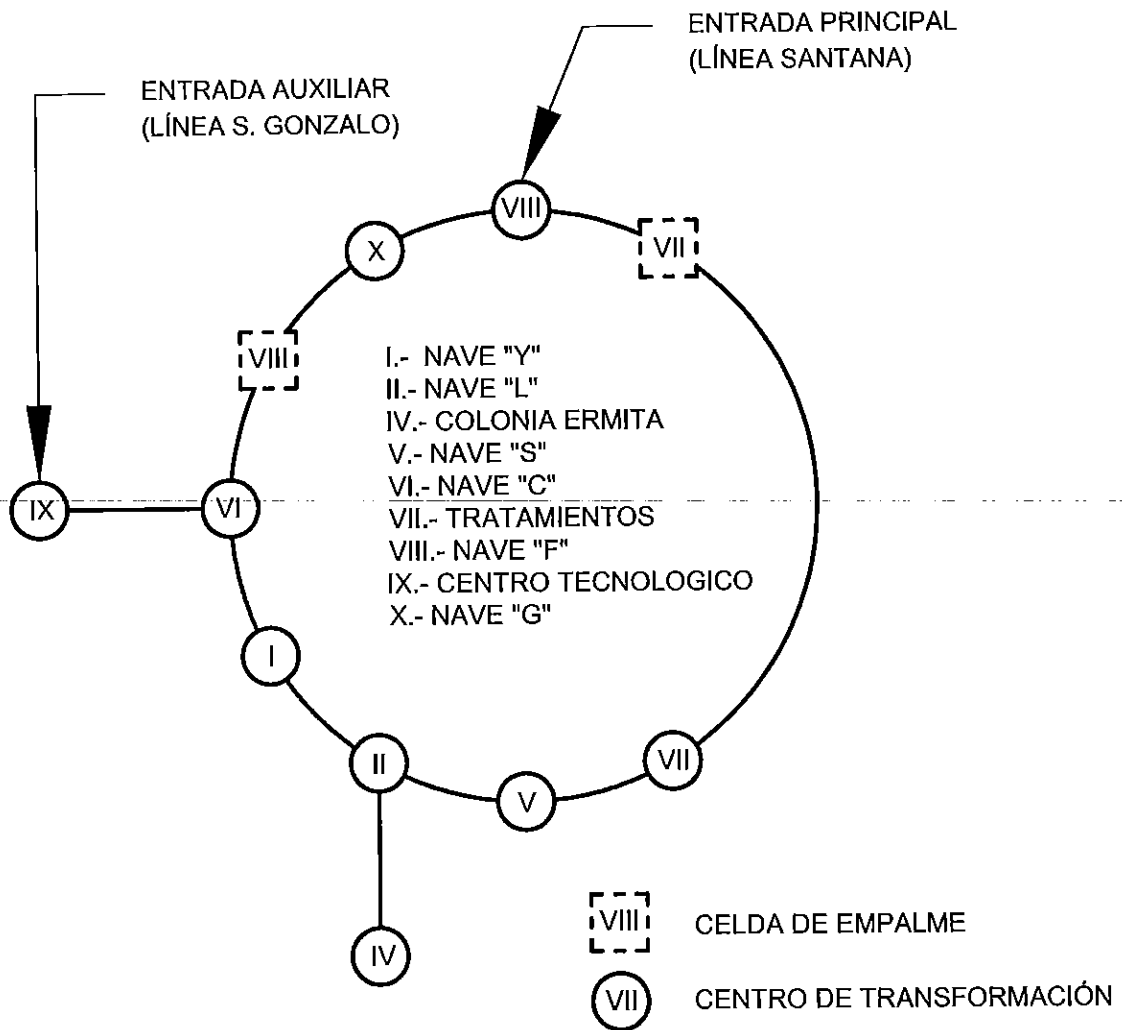 ENTRADA PRINCIPAL
(LÍNEA SANTANA)
ENTRADA AUXILIAR
(LÍNEA S. GONZALO)
VIII
VII
X
VIII
I.- NAVE "Y"
II.- NAVE "L"
IV.- COLONIA ERMITA
V.- NAVE "S"
VI.- NAVE "C"
VII.- TRATAMIENTOS
VIII.- NAVE "F"
IX.- CENTRO TECNOLOGICO
X.- NAVE "G"
IX
VI
I
II
VII
V
IV
VIII CELDA DE EMPALME
VII CENTRO DE TRANSFORMACIÓN